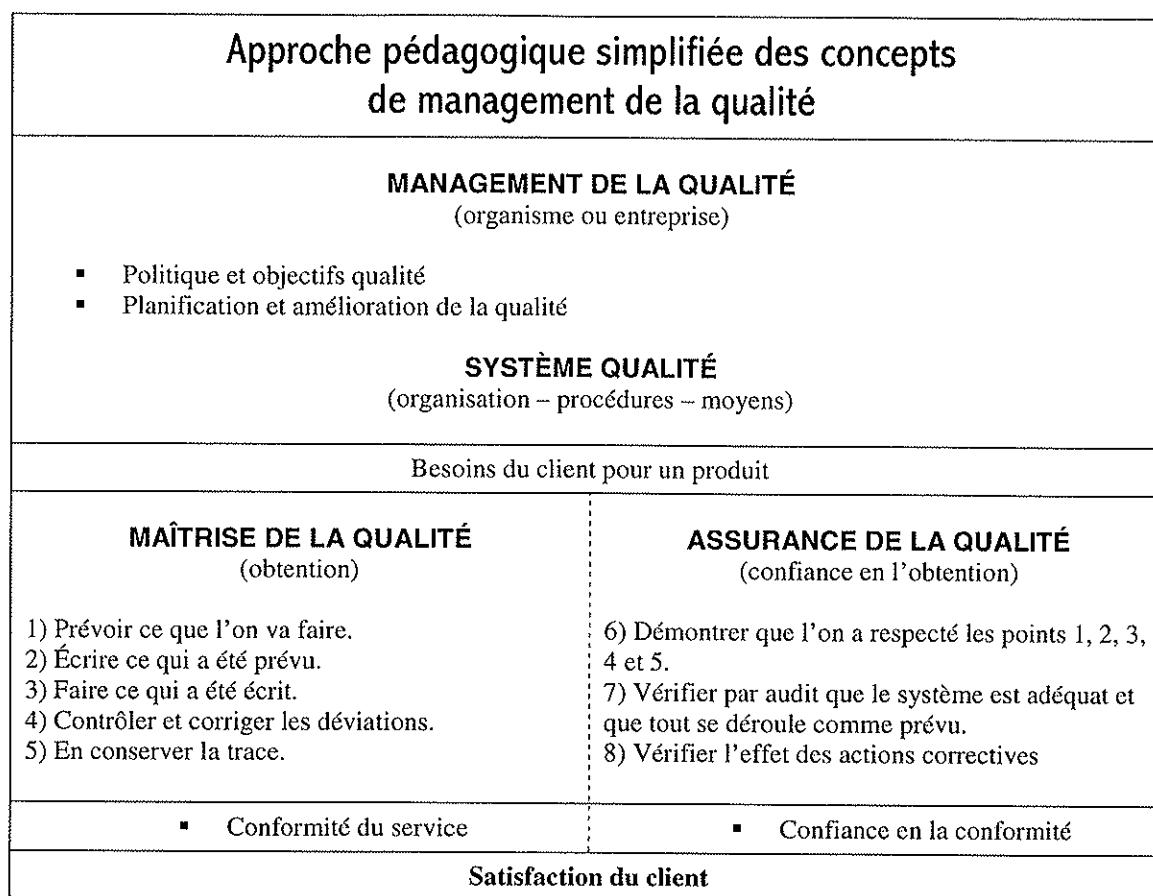 Approche pédagogique simplifiée des concepts
de management de la qualité
MANAGEMENT DE LA QUALITÉ
(organisme ou entreprise)
▪ Politique et objectifs qualité
▪ Planification et amélioration de la qualité
SYSTÈME QUALITÉ
(organisation – procédures – moyens)
Besoins du client pour un produit
MAÎTRISE DE LA QUALITÉ
(obtention)
1) Prévoir ce que l'on va faire.
2) Écrire ce qui a été prévu.
3) Faire ce qui a été écrit.
4) Contrôler et corriger les déviations.
5) En conserver la trace.
ASSURANCE DE LA QUALITÉ
(confiance en l'obtention)
6) Démontrer que l'on a respecté les points 1, 2, 3,
4 et 5.
7) Vérifier par audit que le système est adéquat et
que tout se déroule comme prévu.
8) Vérifier l'effet des actions correctives
▪ Conformité du service
▪ Confiance en la conformité
Satisfaction du client